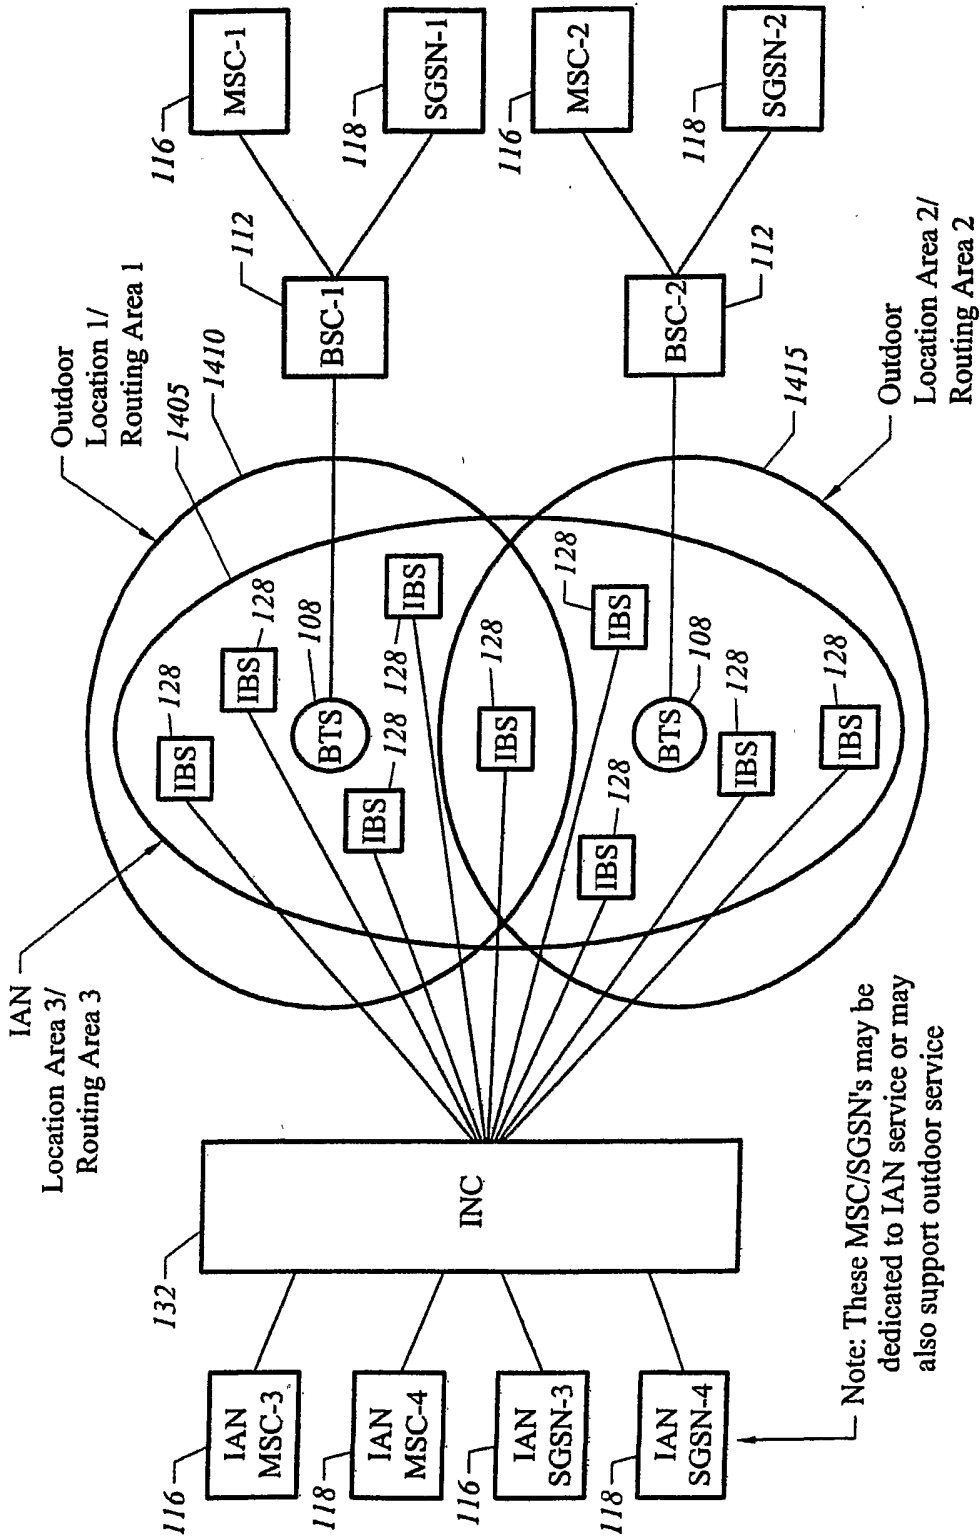 IAN
Location Area 3/
Routing Area 3
Outdoor
Location 1/
Routing Area 1
1405
1410
132
INC
116
IAN
MSC-3
118
IAN
MSC-4
116
IAN
SGSN-3
118
IAN
SGSN-4
Note: These MSC/SGSN's may be
dedicated to IAN service or may
also support outdoor service
128
IBS
128
IBS
108
BTS
128
IBS
128
IBS
128
IBS
128
IBS
128
IBS
108
BTS
128
IBS
128
IBS
112
BSC-1
116
MSC-1
118
SGSN-1
112
BSC-2
116
MSC-2
118
SGSN-2
1415
Outdoor
Location Area 2/
Routing Area 2